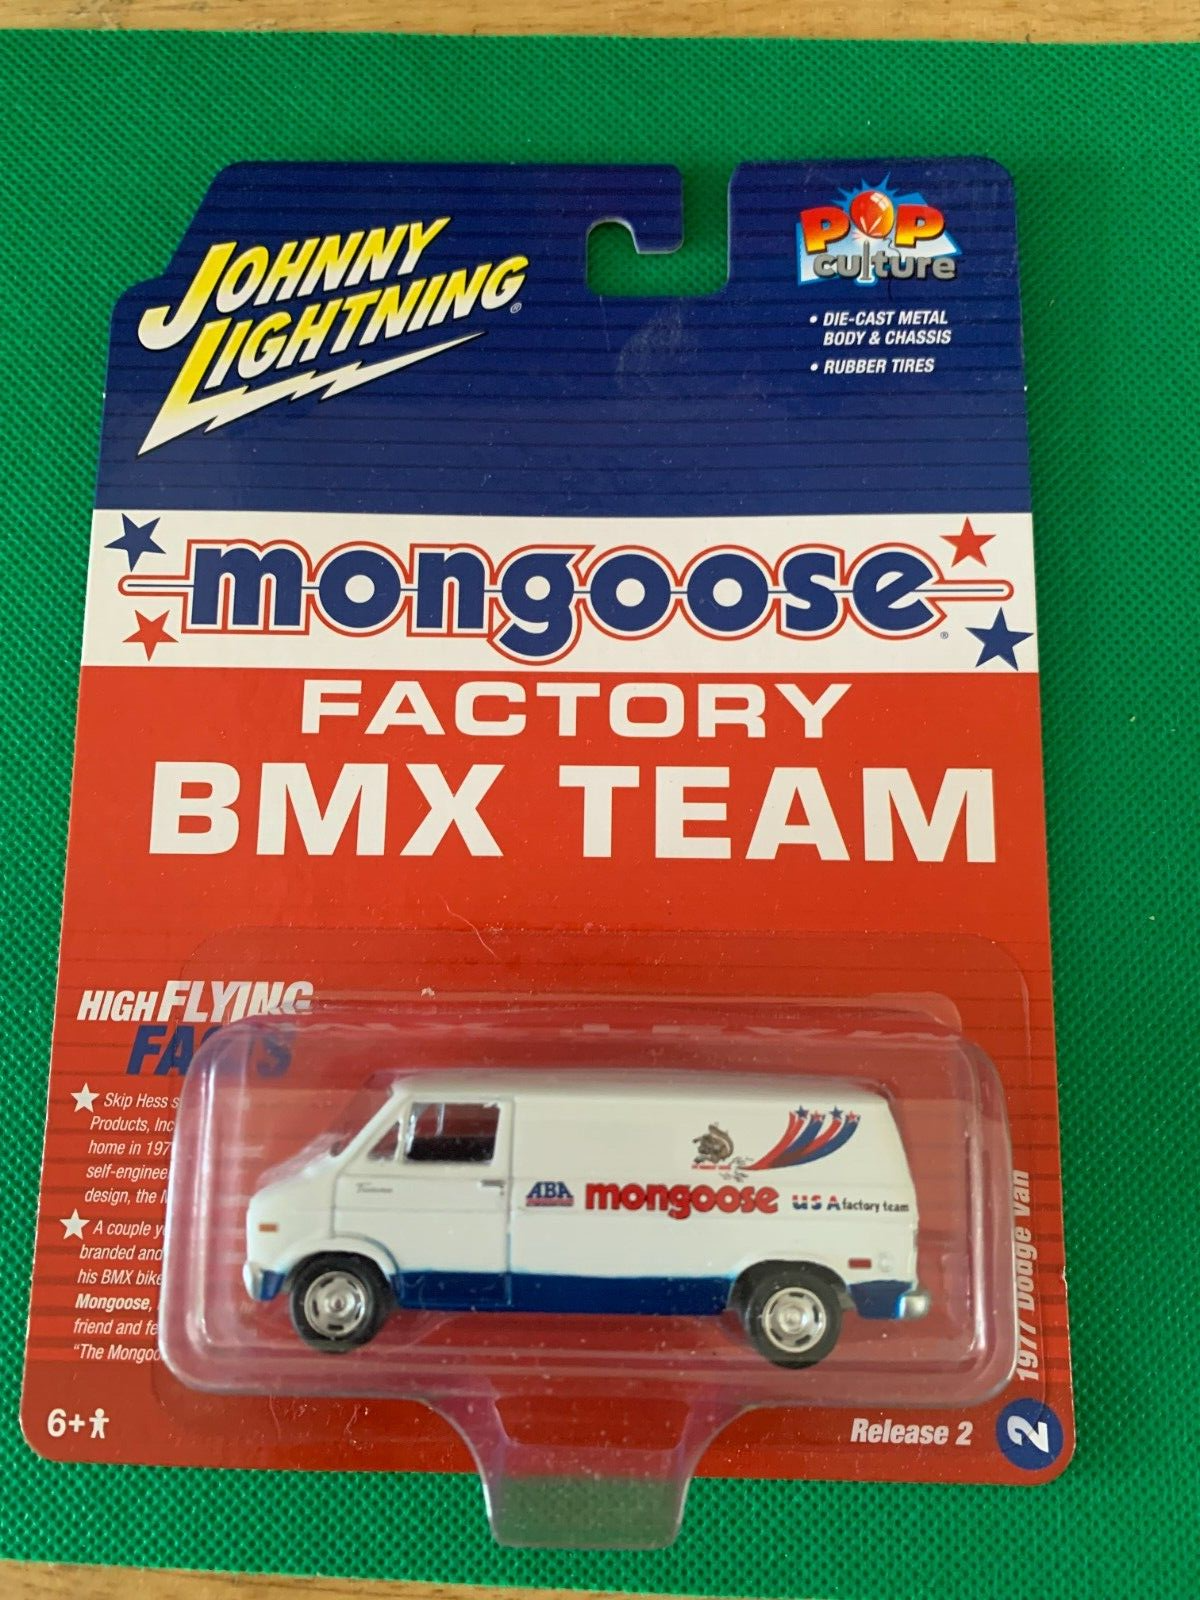 JOHNNY
LIGHTNING®
POP
culture
• DIE-CAST METAL
BODY & CHASSIS
• RUBBER TIRES
mongoose®
FACTORY
BMX TEAM
HIGH FLYING
FACTS
Skip Hess s
Products, Inc
home in 197
self-enginee
design, the
A couple y
branded and
his BMX bike
Mongoose,
friend and fe
"The Mongoo
ABA
mongoose
USA factory team
1977 Dodge Van
6+
Release 2
2